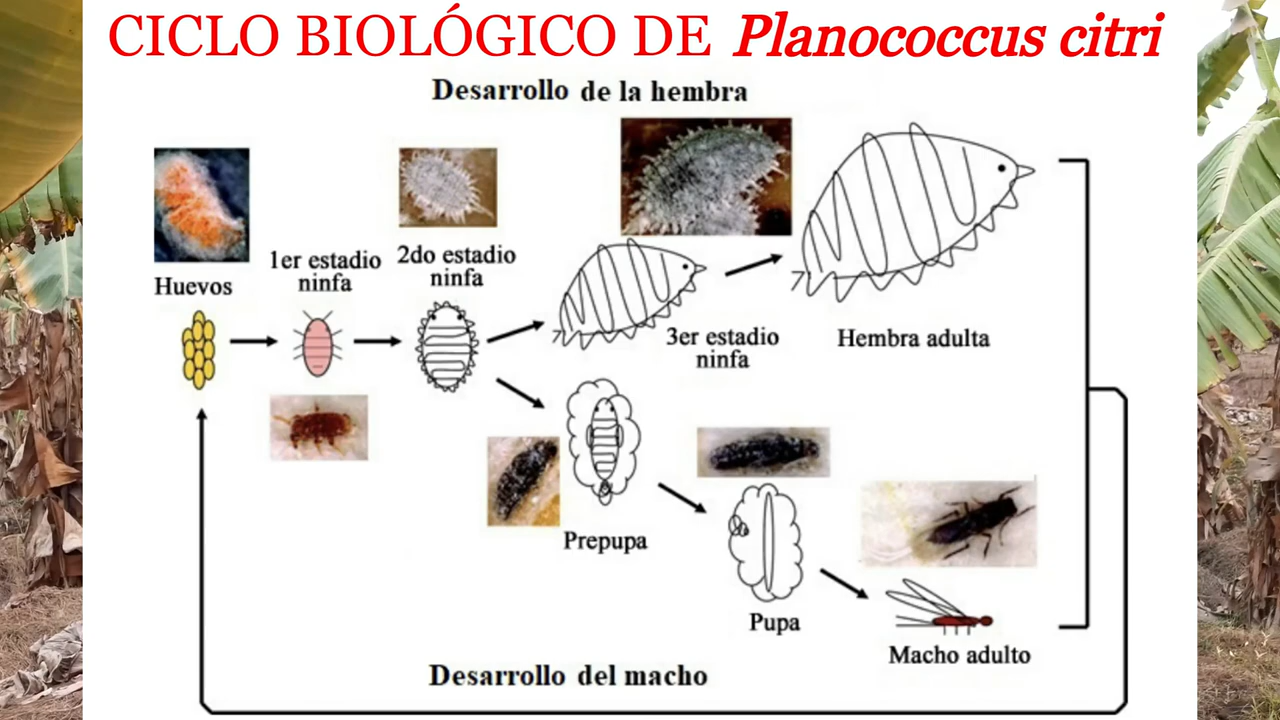 CICLO BIOLÓGICO DE Planococcus citri
Desarrollo de la hembra
Huevos
1er estadio
ninfa
2do estadio
ninfa
3er estadio
ninfa
Hembra adulta
Prepupa
Pupa
Macho adulto
Desarrollo del macho